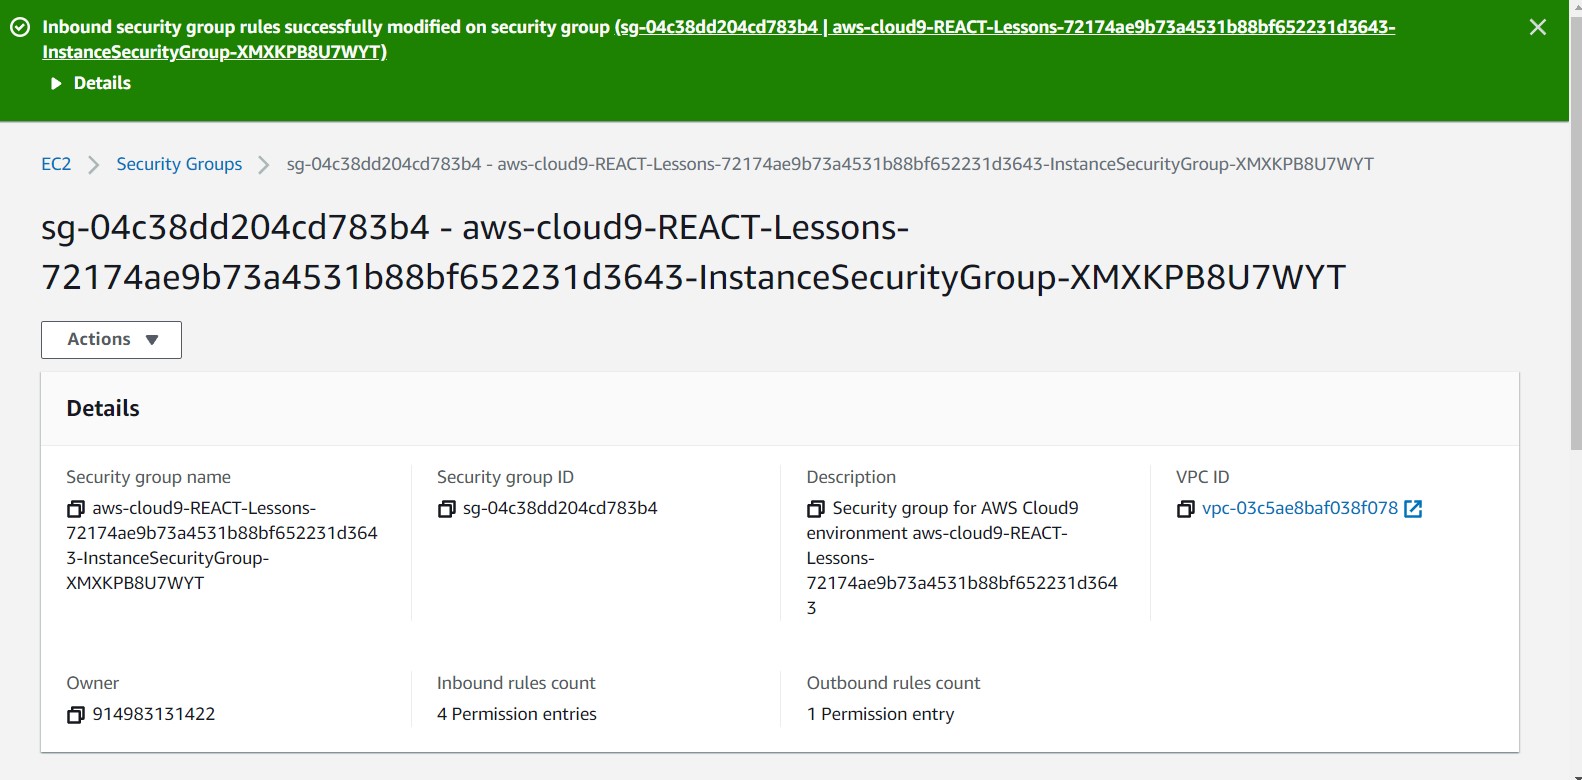 Inbound security group rules successfully modified on security group (sg-04c38dd204cd783b4 | aws-cloud9-REACT-Lessons-72174ae9b73a4531b88bf652231d3643-
InstanceSecurityGroup-XMXKPB8U7WYT)
Details
EC2 Security Groups sg-04c38dd204cd783b4 - aws-cloud9-REACT-Lessons-72174ae9b73a4531b88bf652231d3643-InstanceSecurityGroup-XMXKPB8U7WYT
sg-04c38dd204cd783b4 - aws-cloud9-REACT-Lessons-
72174ae9b73a4531b88bf652231d3643-InstanceSecurityGroup-XMXKPB8U7WYT
Actions
Details
Security group name
aws-cloud9-REACT-Lessons-
72174ae9b73a4531b88bf652231d364
3-InstanceSecurityGroup-
XMXKPB8U7WYT
Security group ID
sg-04c38dd204cd783b4
Description
Security group for AWS Cloud9
environment aws-cloud9-REACT-
Lessons-
72174ae9b73a4531b88bf652231d364
3
VPC ID
vpc-03c5ae8baf038f078
Owner
914983131422
Inbound rules count
4 Permission entries
Outbound rules count
1 Permission entry